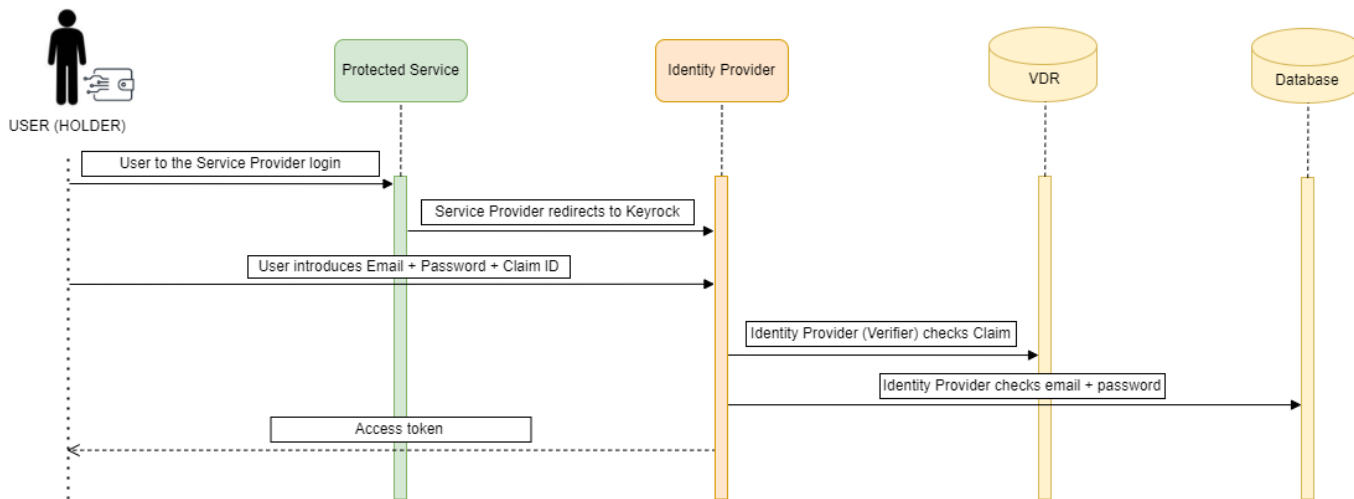 Protected Service
Identity Provider
VDR
Database
USER (HOLDER)
User to the Service Provider login
Service Provider redirects to Keyrock
User introduces Email + Password + Claim ID
Identity Provider (Verifier) checks Claim
Identity Provider checks email + password
Access token